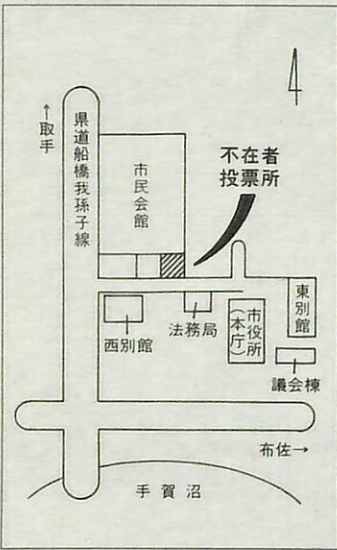 ↑取手
県道船橋我孫子線
市民会館
不在者
投票所
西別館
法務局
市役所
(本庁)
東別館
議会棟
布佐→
手賀沼